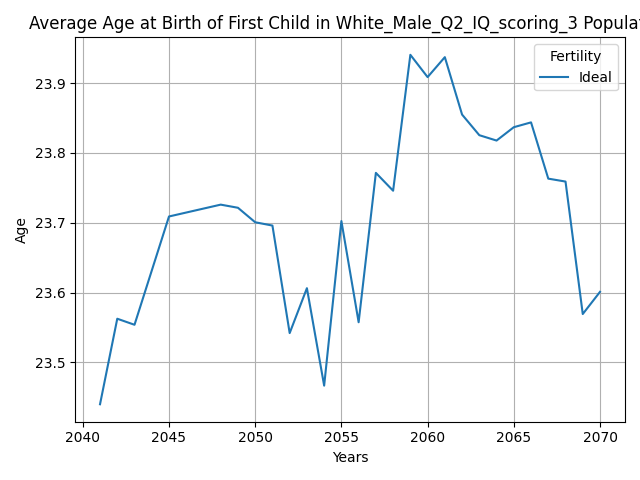 Average Age at Birth of First Child in White_Male_Q2_IQ_scoring_3 Populat
Fertility
Ideal
23.9
23.8
23.7
23.6
23.5
Age
2040 2045 2050 2055 2060 2065 2070
Years